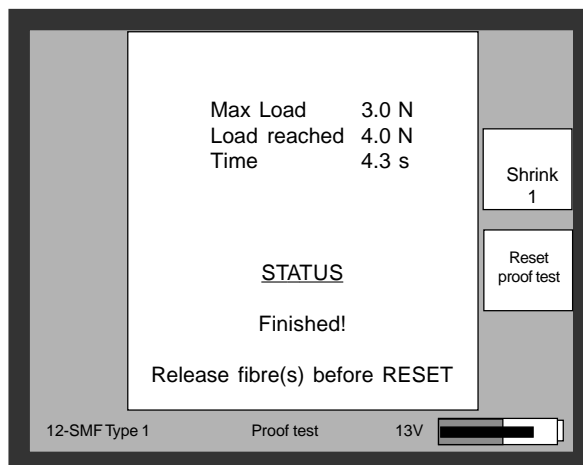 Max Load 3.0 N
Load reached 4.0 N
Time 4.3 s
Shrink
1
STATUS
Reset
proof test
Finished!
Release fibre(s) before RESET
12-SMF Type 1 Proof test 13V